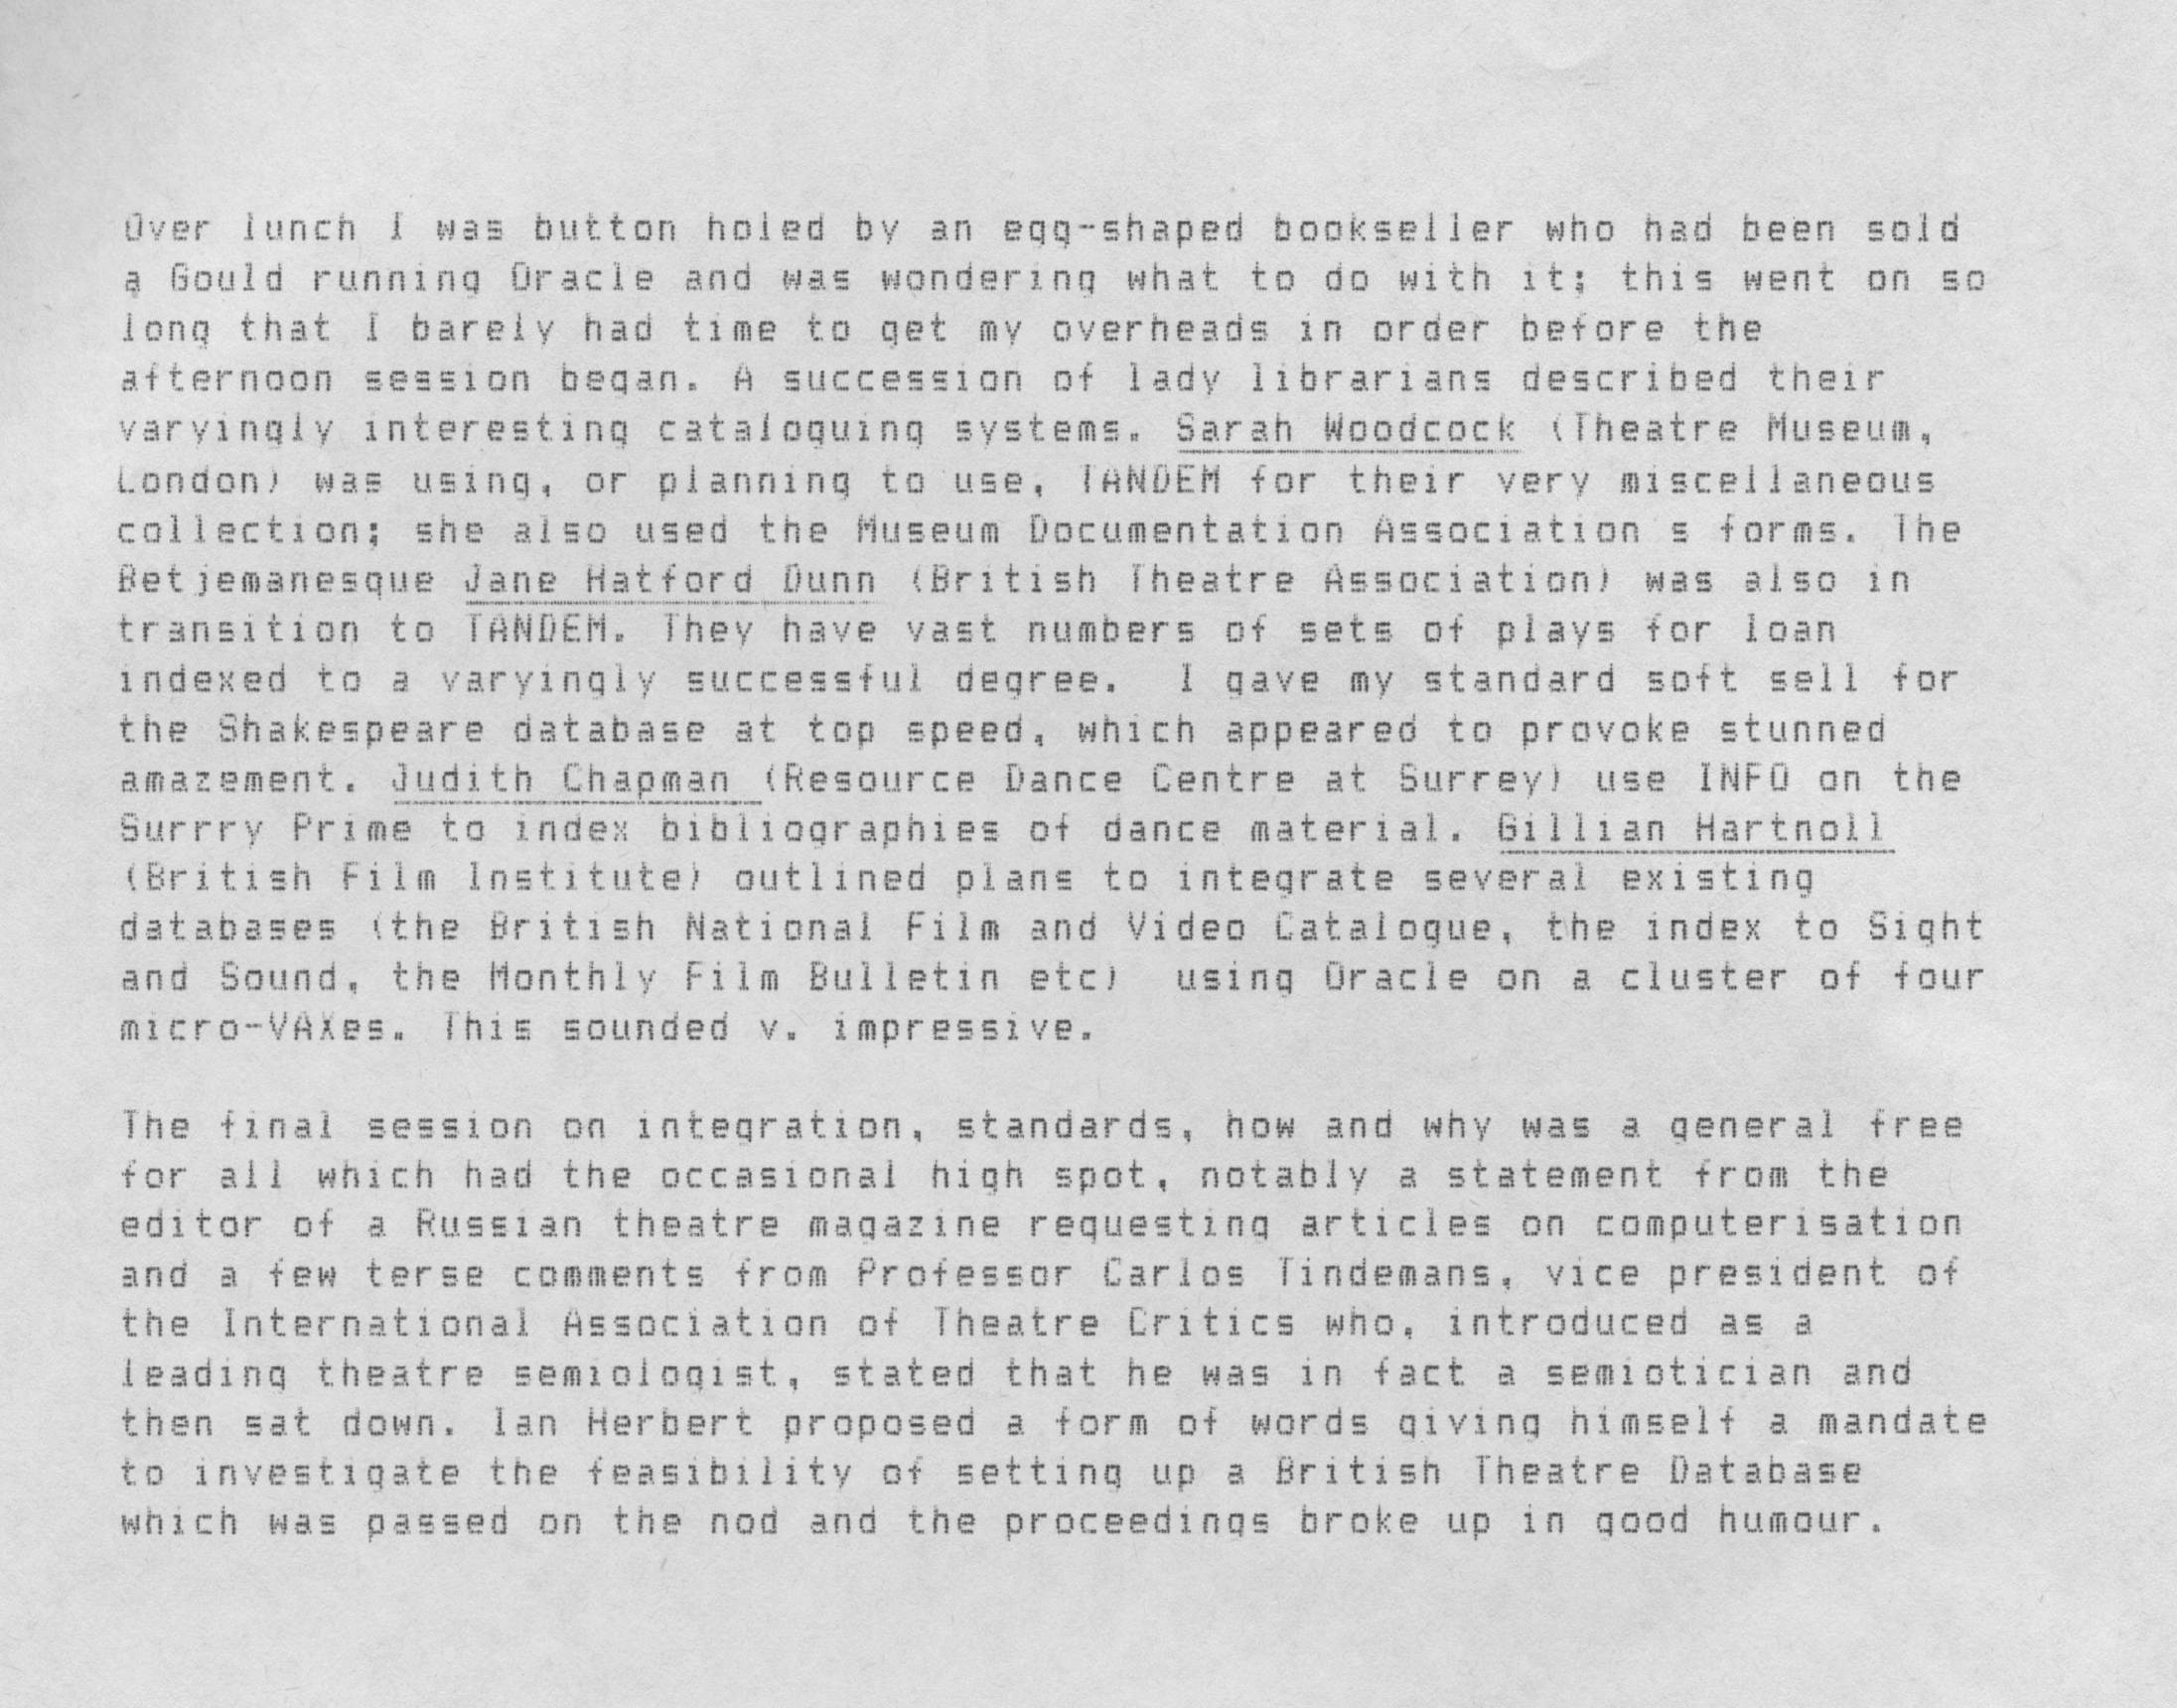 Over lunch I was button holed by an egg-shaped bookseller who had been sold
a Gould running Oracle and was wondering what to do with it; this went on so
long that I barely had time to get my overheads in order before the
afternoon session began. A succession of lady librarians described their
varyingly interesting cataloguing systems. Sarah Woodcock (Theatre Museum,
London) was using, or planning to use, TANDEM for their very miscellaneous
collection; she also used the Museum Documentation Association s forms. The
Betjemanesque Jane Hatford Dunn (British Theatre Association) was also in
transition to TANDEM. They have vast numbers of sets of plays for loan
indexed to a varyingly successful degree.  I gave my standard soft sell for
the Shakespeare database at top speed, which appeared to provoke stunned
amazement. Judith Chapman (Resource Dance Centre at Surrey) use INFO on the
Surrry Prime to index bibliographies of dance material. Gillian Hartnoll
(British Film Institute) outlined plans to integrate several existing
databases (the British National Film and Video Catalogue, the index to Sight
and Sound, the Monthly Film Bulletin etc)  using Oracle on a cluster of four
micro-VAXes. This sounded v. impressive.

The final session on integration, standards, how and why was a general free
for all which had the occasional high spot, notably a statement from the
editor of a Russian theatre magazine requesting articles on computerisation
and a few terse comments from Professor Carlos Tindemans, vice president of
the International Association of Theatre Critics who, introduced as a
leading theatre semiologist, stated that he was in fact a semiotician and
then sat down. Ian Herbert proposed a form of words giving himself a mandate
to investigate the feasibility of setting up a British Theatre Database
which was passed on the nod and the proceedings broke up in good humour.